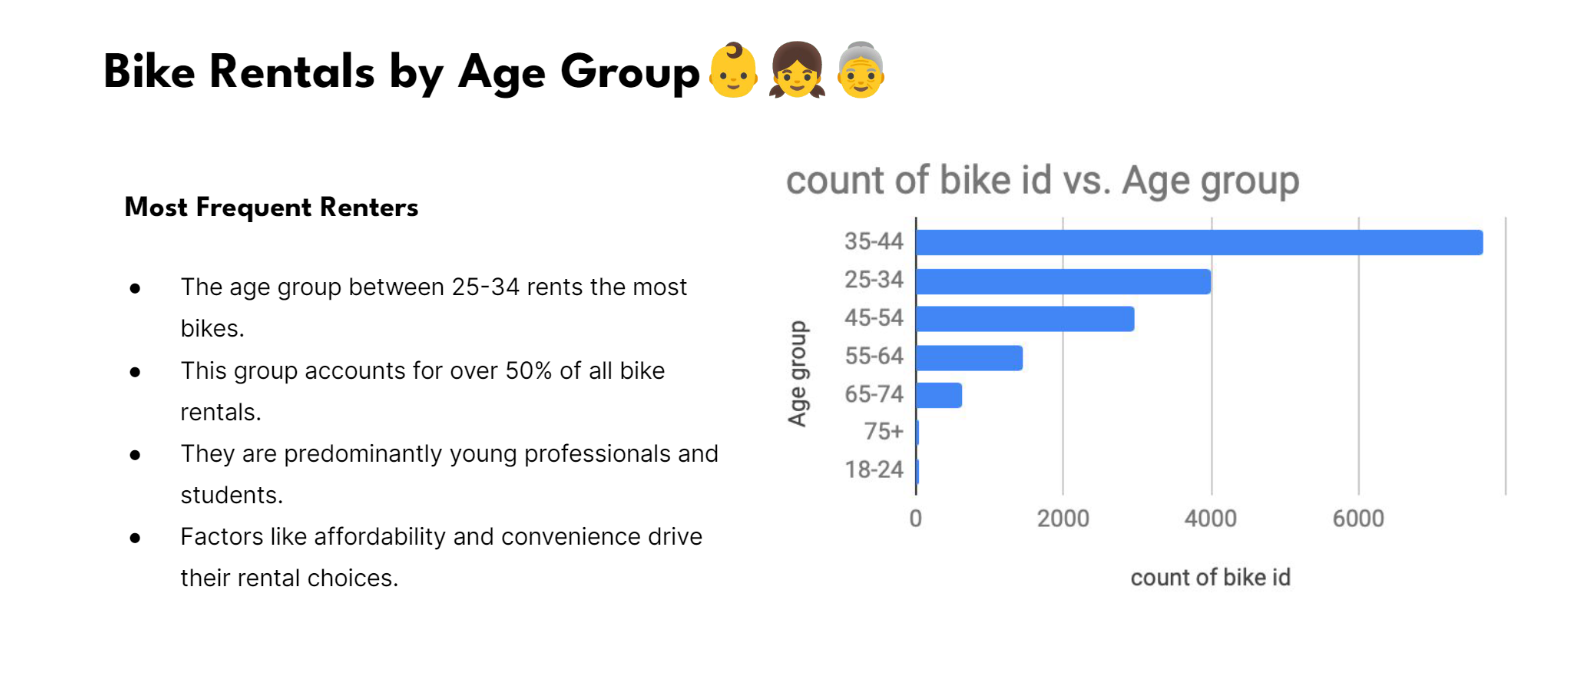 Bike Rentals by Age Group
Most Frequent Renters
● The age group between 25-34 rents the most
bikes.
● This group accounts for over 50% of all bike
rentals.
● They are predominantly young professionals and
students.
● Factors like affordability and convenience drive
their rental choices.
count of bike id vs. Age group
Age group
35-44
25-34
45-54
55-64
65-74
75+
18-24
0 2000 4000 6000
count of bike id